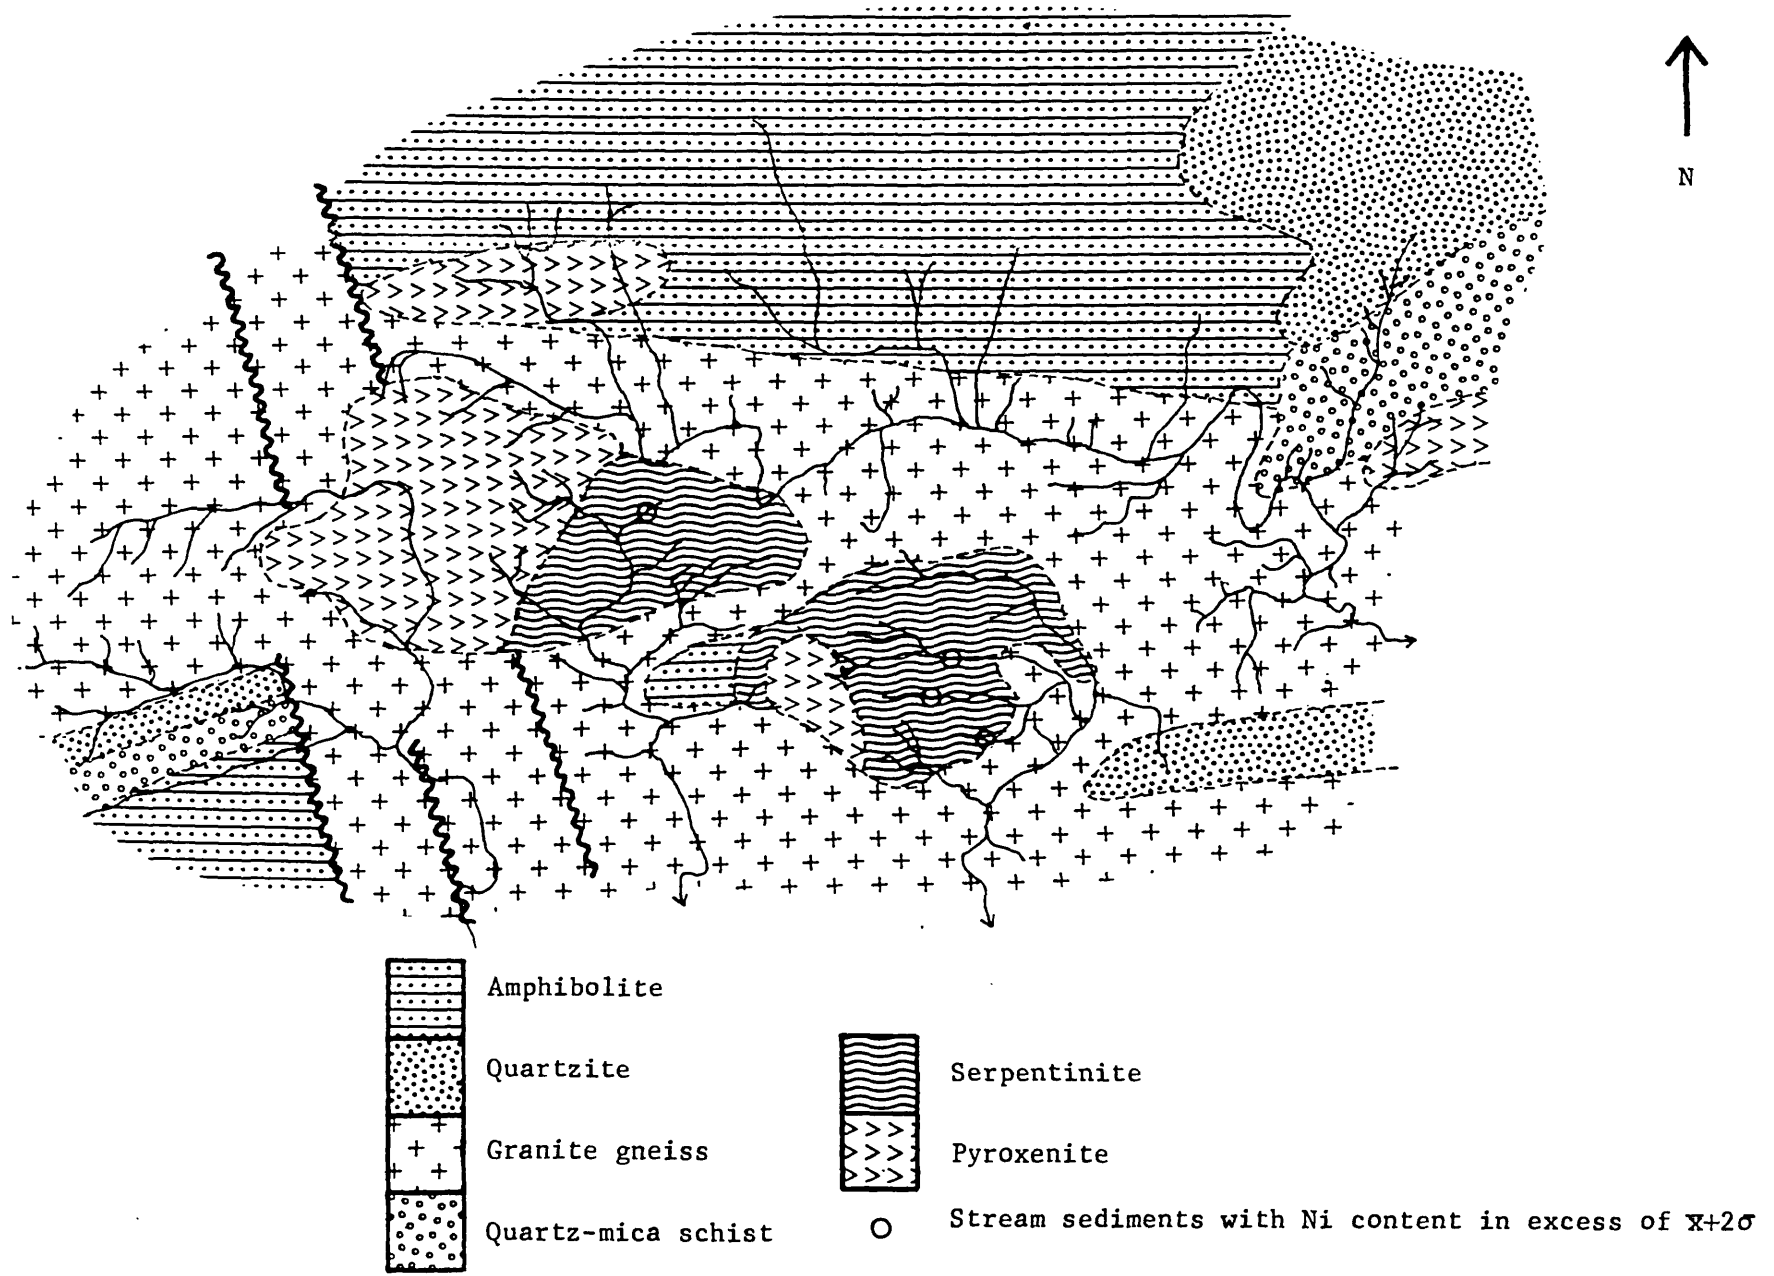 N
Amphibolite
Quartzite
Granite gneiss
Quartz-mica schist
Serpentinite
Pyroxenite
Stream sediments with Ni content in excess of x̅+2σ